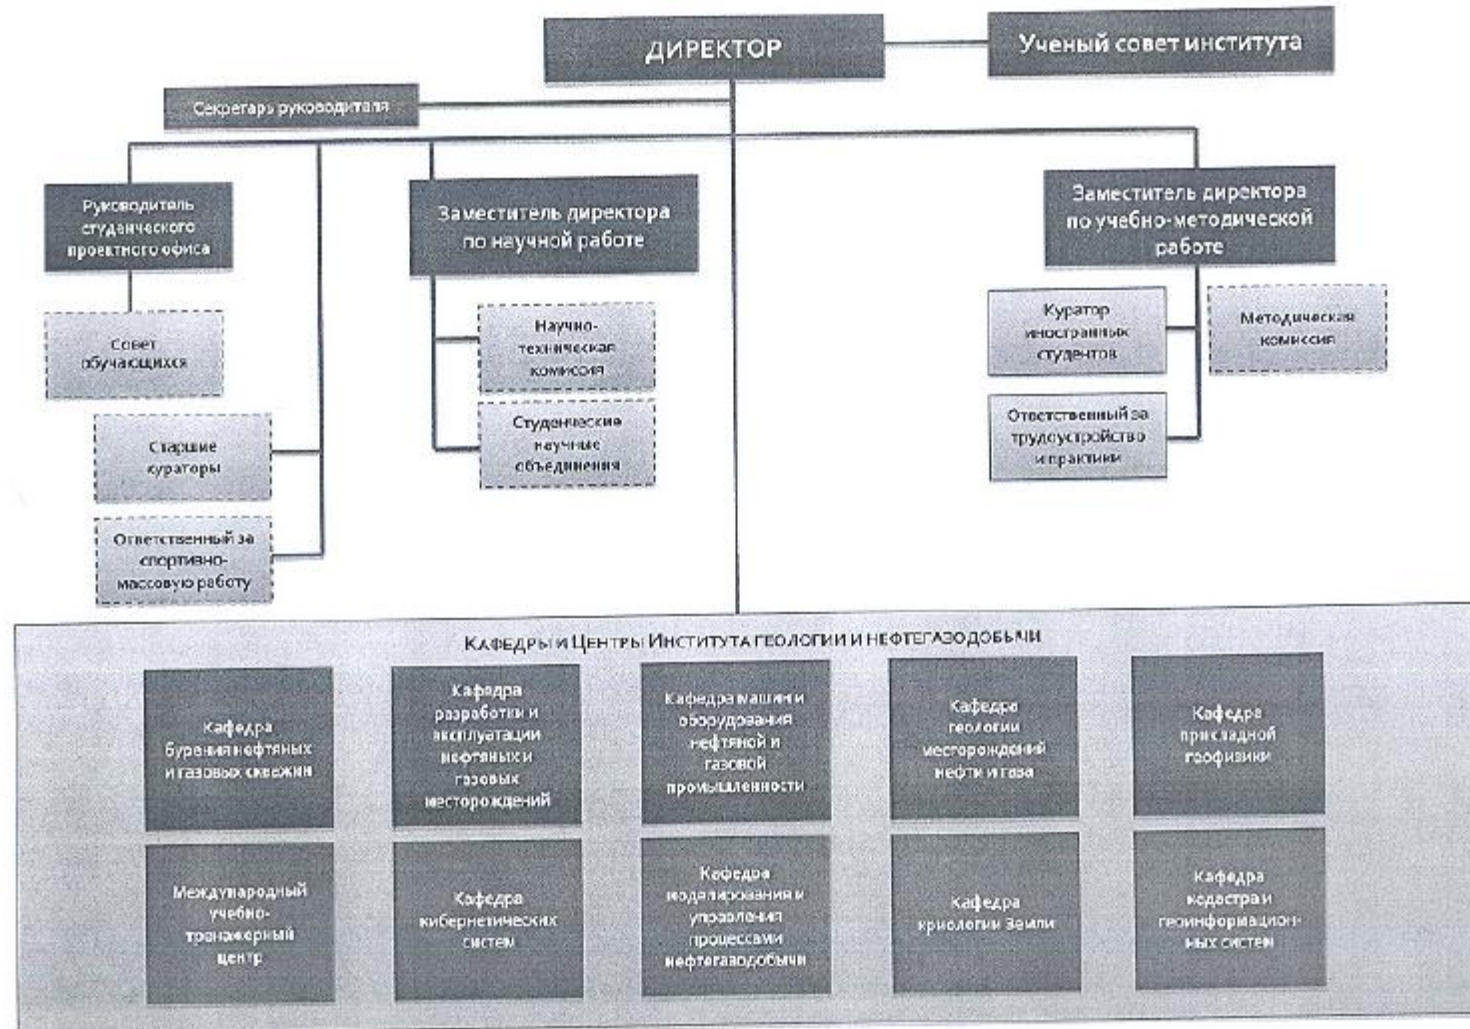 ДИРЕКТОР
Ученый совет института
Секретарь руководителя
Руководитель
студенческого
проектного офиса
Заместитель директора
по научной работе
Заместитель директора
по учебно-методической
работе
Совет
обучающихся
Научно-
техническая
комиссия
Куратор
иностранных
студентов
Методическая
комиссия
Старшие
кураторы
Студенческие
научные
объединения
Ответственный за
трудоустройство
и практики
Ответственный за
спортивно-
массовую работу
КАФЕДРЫ И ЦЕНТРЫ ИНСТИТУТА ГЕОЛОГИИ И НЕФТЕГАЗОДОБЫЧИ
Кафедра
бурения нефтяных
и газовых скважин
Кафедра
разработки и
эксплуатации
нефтяных и
газовых
месторождений
Кафедра машин и
оборудования
нефтяной и
газовой
промышленности
Кафедра
геологии
месторождений
нефти и газа
Кафедра
прикладной
геофизики
Международный
учебно-
тренажерный
центр
Кафедра
кибернетических
систем
Кафедра
моделирования и
управления
процессами
нефтегазодобычи
Кафедра
криологии Земли
Кафедра
кадастра и
геоинформацион-
ных систем